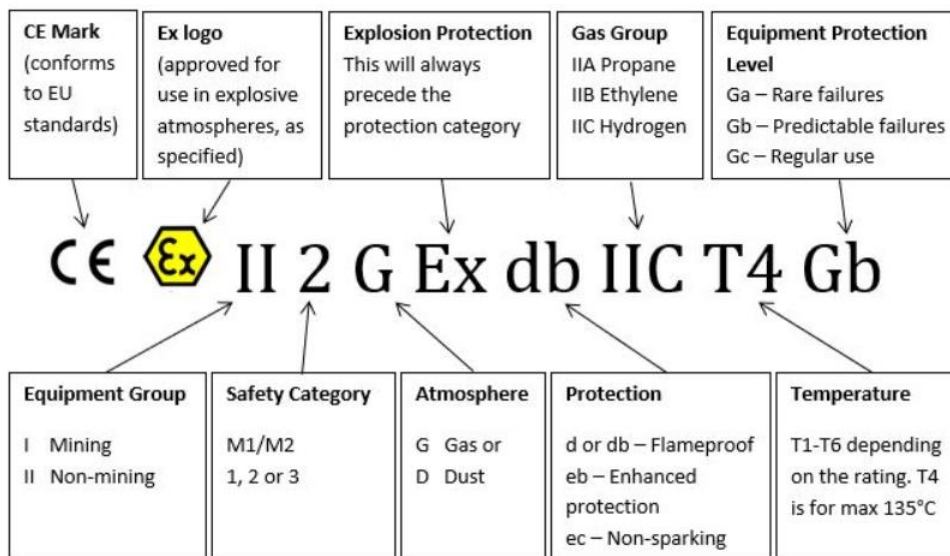 CE Mark
(conforms
to EU
standards)
Ex logo
(approved for
use in explosive
atmospheres, as
specified)
Explosion Protection
This will always
precede the
protection category
Gas Group
IIA Propane
IIB Ethylene
IIC Hydrogen
Equipment Protection
Level
Ga – Rare failures
Gb – Predictable failures
Gc – Regular use
CE Ex II 2 G Ex db IIC T4 Gb
Equipment Group
I Mining
II Non-mining
Safety Category
M1/M2
1, 2 or 3
Atmosphere
G Gas or
D Dust
Protection
d or db – Flameproof
eb – Enhanced
protection
ec – Non-sparking
Temperature
T1-T6 depending
on the rating. T4
is for max 135°C